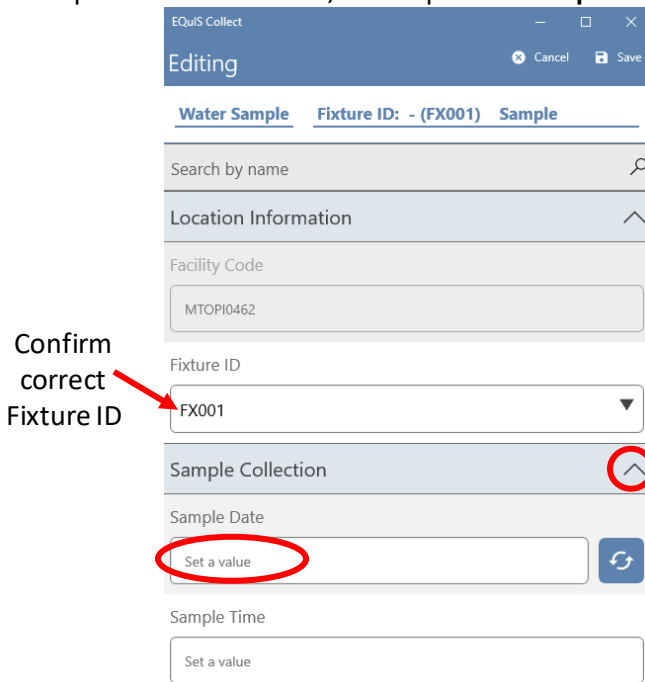 EQuIS Collect
Editing
Cancel Save
Water Sample Fixture ID: - (FX001) Sample
Search by name
Location Information
Facility Code
MTOPI0462
Fixture ID
Confirm
correct
Fixture ID
FX001
Sample Collection
Sample Date
Set a value
Sample Time
Set a value